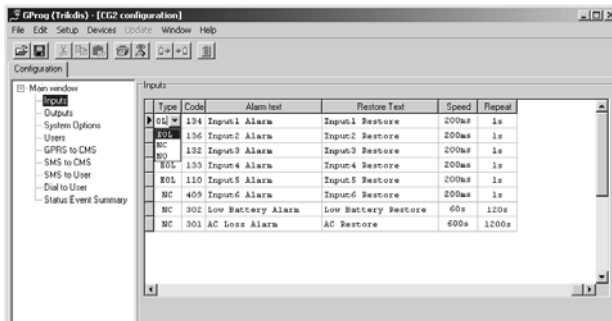 GProg (Trikdis) - [CG2 configuration]
File Edit Setup Devices Update Window Help
Configuration
Main window
Inputs
Outputs
System Options
Users
GPRS to CMS
SMS to CMS
SMS to User
Dial to User
Status Event Summary
Inputs
Type Code Alarm text Restore Text Speed Repeat
OL 134 Input1 Alarm Input1 Restore 200ms 1s
EOL 136 Input2 Alarm Input2 Restore 200ms 1s
NC 132 Input3 Alarm Input3 Restore 200ms 1s
NO
EOL 133 Input4 Alarm Input4 Restore 200ms 1s
EOL 110 Input5 Alarm Input5 Restore 200ms 1s
NC 409 Input6 Alarm Input6 Restore 200ms 1s
NC 302 Low Battery Alarm Low Battery Restore 60s 120s
NC 301 AC Loss Alarm AC Restore 600s 1200s